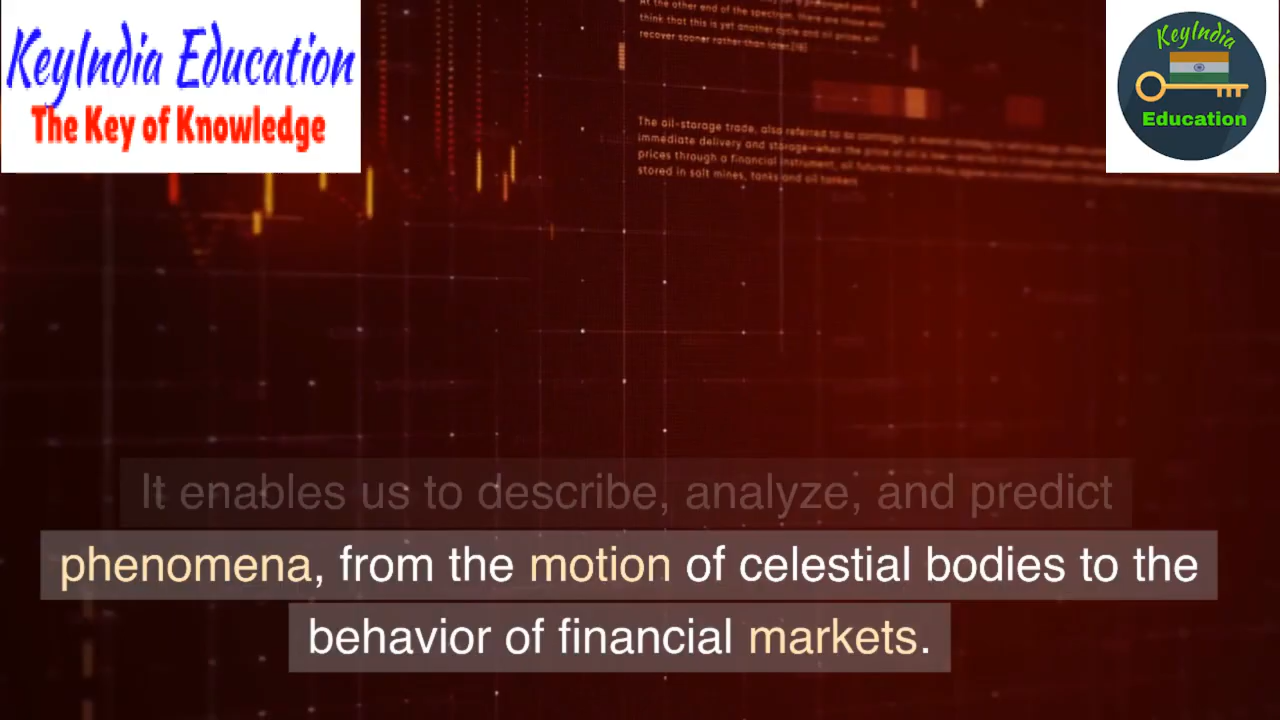 KeyIndia Education
The Key of Knowledge
KeyIndia
Education
At the other end of the spectrum, there are those who
think that this is yet another cycle and oil prices will
recover sooner rather than later.[18]
The oil-storage trade, also referred to as contango, a market strategy in which
immediate delivery and storage—when the price of oil is
prices through a financial instrument, oil futures
stored in salt mines, tanks and oil tankers
It enables us to describe, analyze, and predict
phenomena, from the motion of celestial bodies to the
behavior of financial markets.